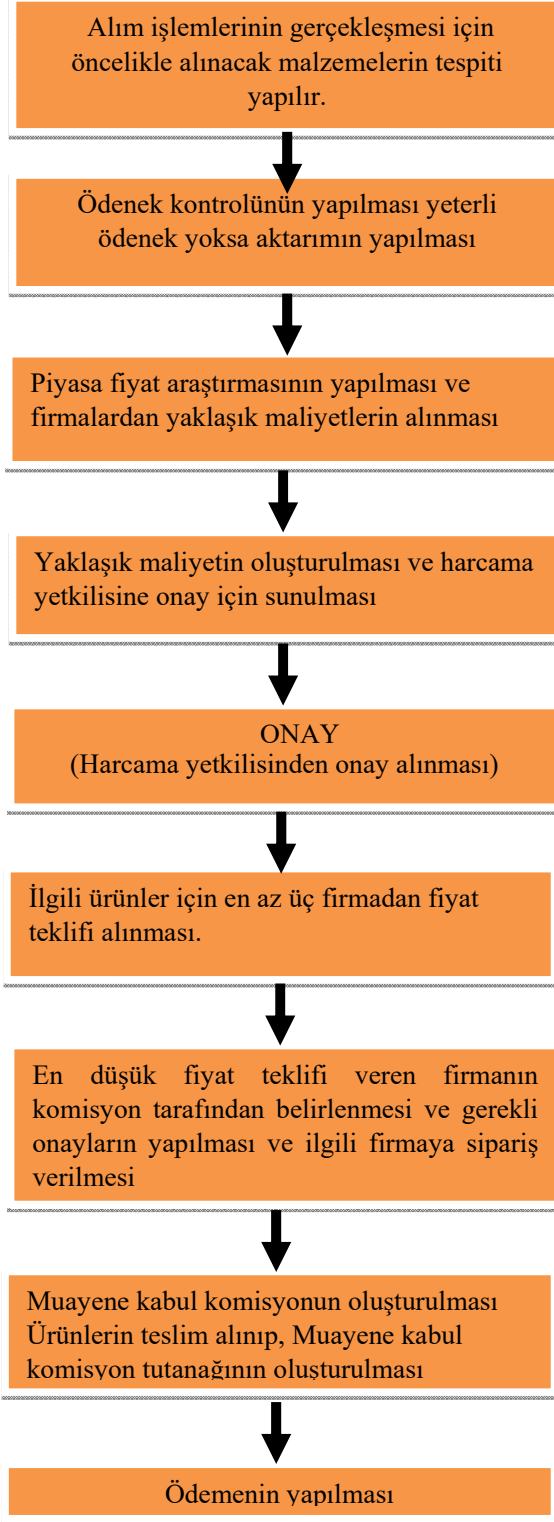 Alım işlemlerinin gerçekleşmesi için
öncelikle alınacak malzemelerin tespiti
yapılır.
Ödenek kontrolünün yapılması yeterli
ödenek yoksa aktarımın yapılması
Piyasa fiyat araştırmasının yapılması ve
firmalardan yaklaşık maliyetlerin alınması
Yaklaşık maliyetin oluşturulması ve harcama
yetkilisine onay için sunulması
ONAY
(Harcama yetkilisinden onay alınması)
İlgili ürünler için en az üç firmadan fiyat
teklifi alınması.
En düşük fiyat teklifi veren firmanın
komisyon tarafından belirlenmesi ve gerekli
onayların yapılması ve ilgili firmaya sipariş
verilmesi
Muayene kabul komisyonun oluşturulması
Ürünlerin teslim alınıp, Muayene kabul
komisyon tutanağının oluşturulması
Ödemenin yapılması